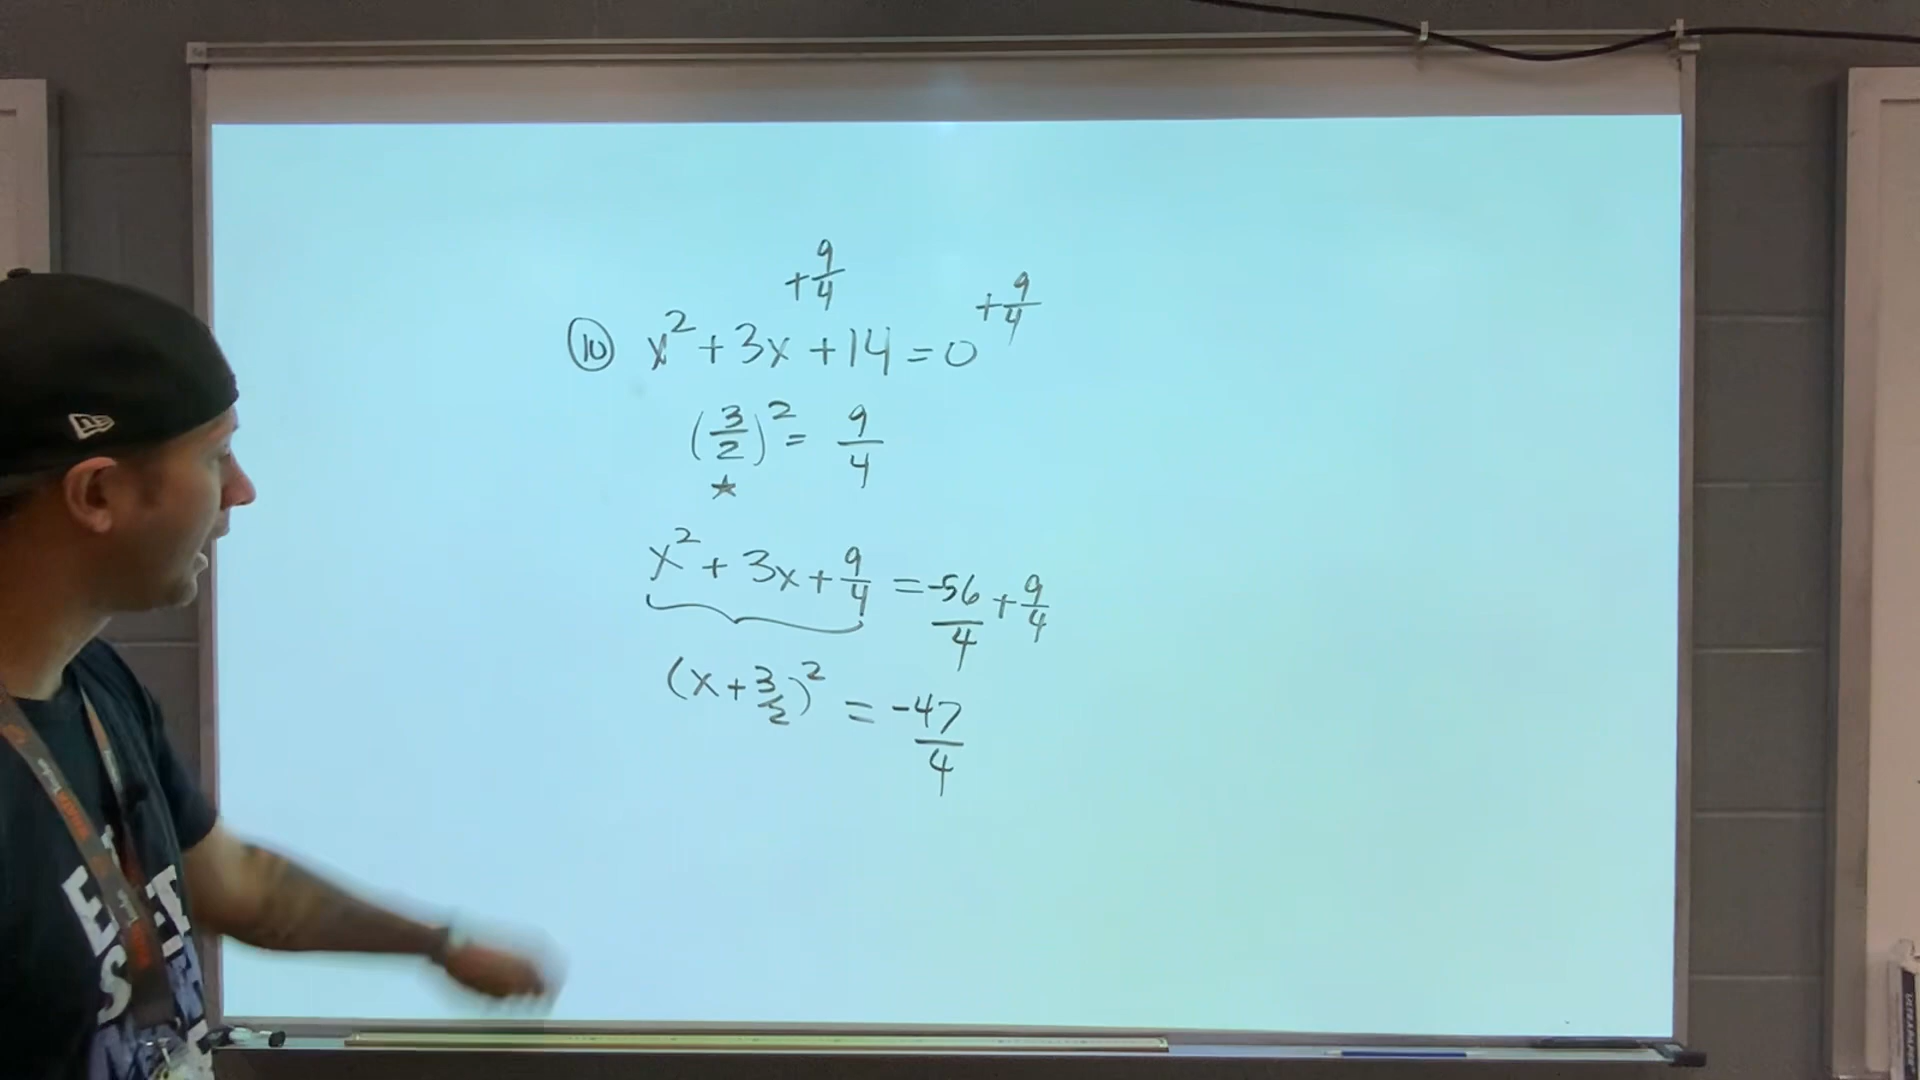 +9/4
+9/4
⑩ x² + 3x + 14 = 0
(3/2)² = 9/4
★
x² + 3x + 9/4 = -56/4 + 9/4
(x + 3/2)² = -47/4